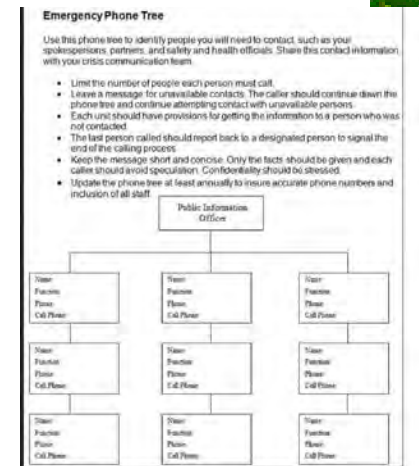 Emergency Phone Tree
Use this phone tree to identify people you will need to contact, such as your
spokespersons, partners, and safety and health officials. Share this contact information
with your crisis communication team.
• Limit the number of people each person must call.
• Leave a message for unavailable contacts. The caller should continue down the
phone tree and continue attempting contact with unavailable persons.
• Each unit should have provisions for getting the information to a person who was
not contacted.
• The last person called should report back to a designated person to signal the
end of the calling process.
• Keep the message short and concise. Only the facts should be given and each
caller should avoid speculation. Confidentiality should be stressed.
• Update the phone tree at least annually to insure accurate phone numbers and
inclusion of all staff.
Public Information
Officer
Name
Function
Phone
Cell Phone
Name
Function
Phone
Cell Phone
Name
Function
Phone
Cell Phone
Name
Function
Phone
Cell Phone
Name
Function
Phone
Cell Phone
Name
Function
Phone
Cell Phone
Name
Function
Phone
Cell Phone
Name
Function
Phone
Cell Phone
Name
Function
Phone
Cell Phone